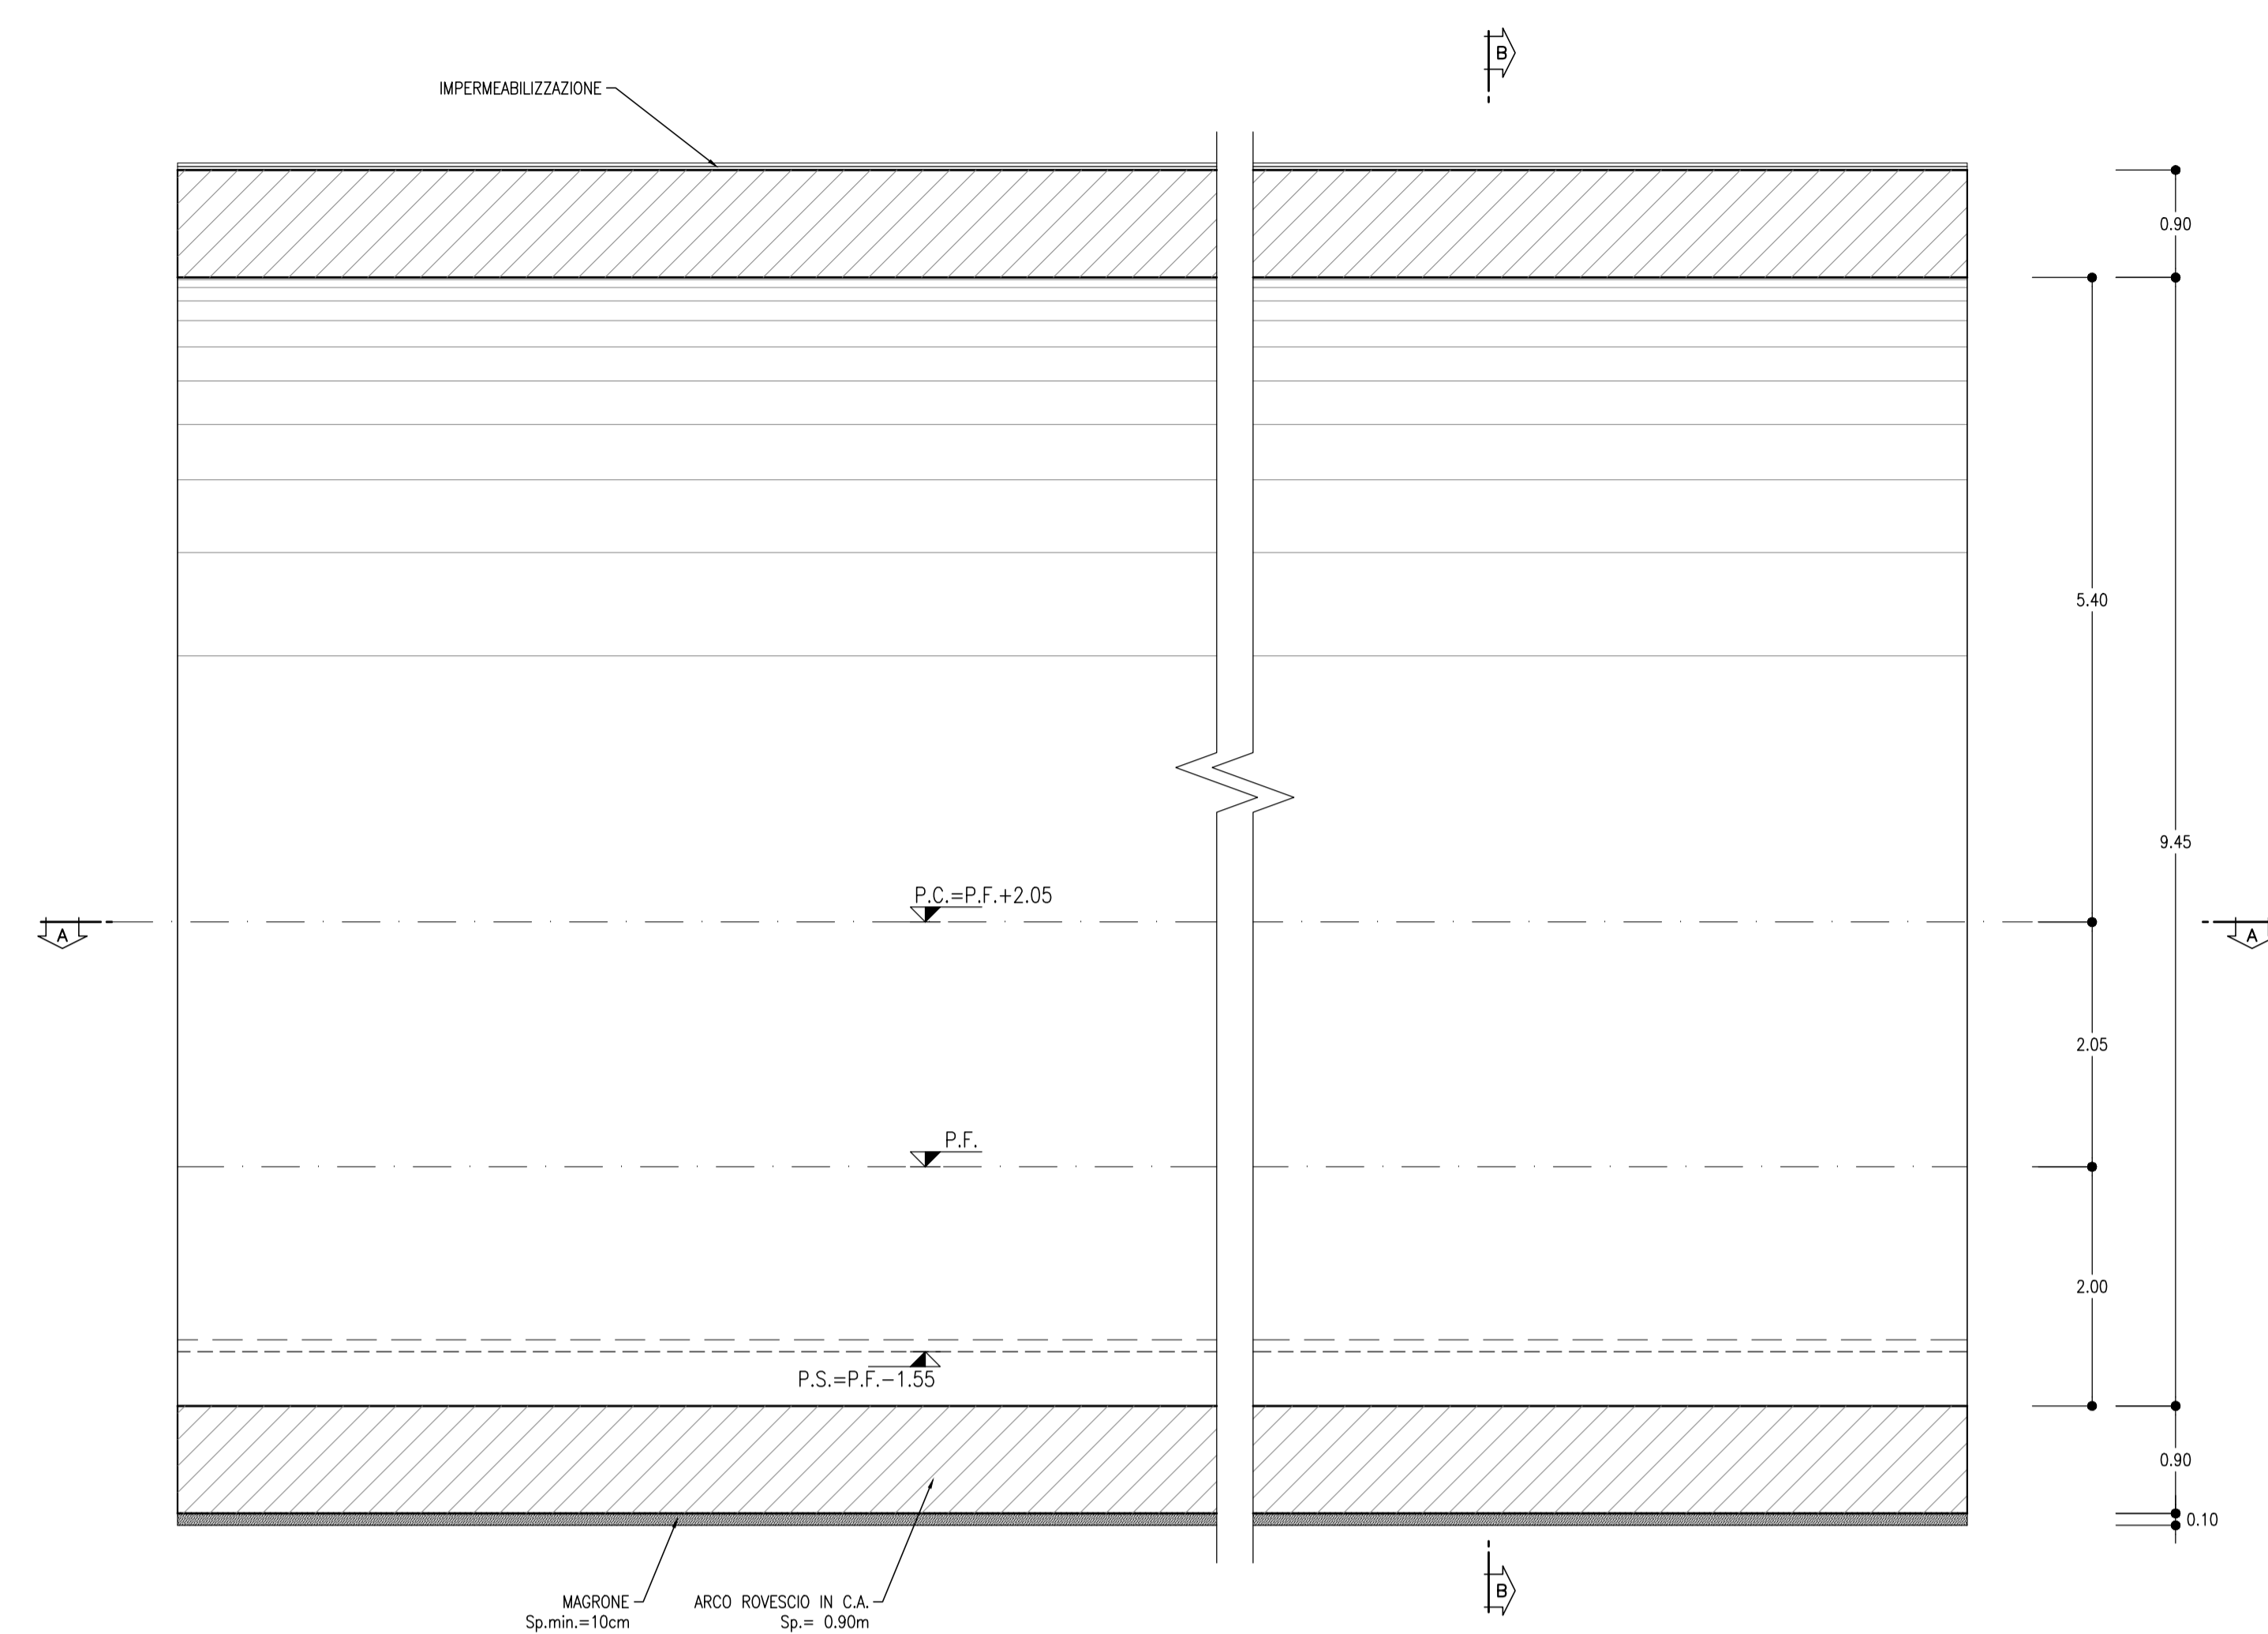 B
IMPERMEABILIZZAZIONE
0.90
5.40
9.45
P.C.=P.F.+2.05
A
A
2.05
P.F.
2.00
P.S.=P.F.-1.55
0.90
0.10
B
MAGRONE
Sp.min.=10cm
ARCO ROVESCIO IN C.A.
Sp.= 0.90m